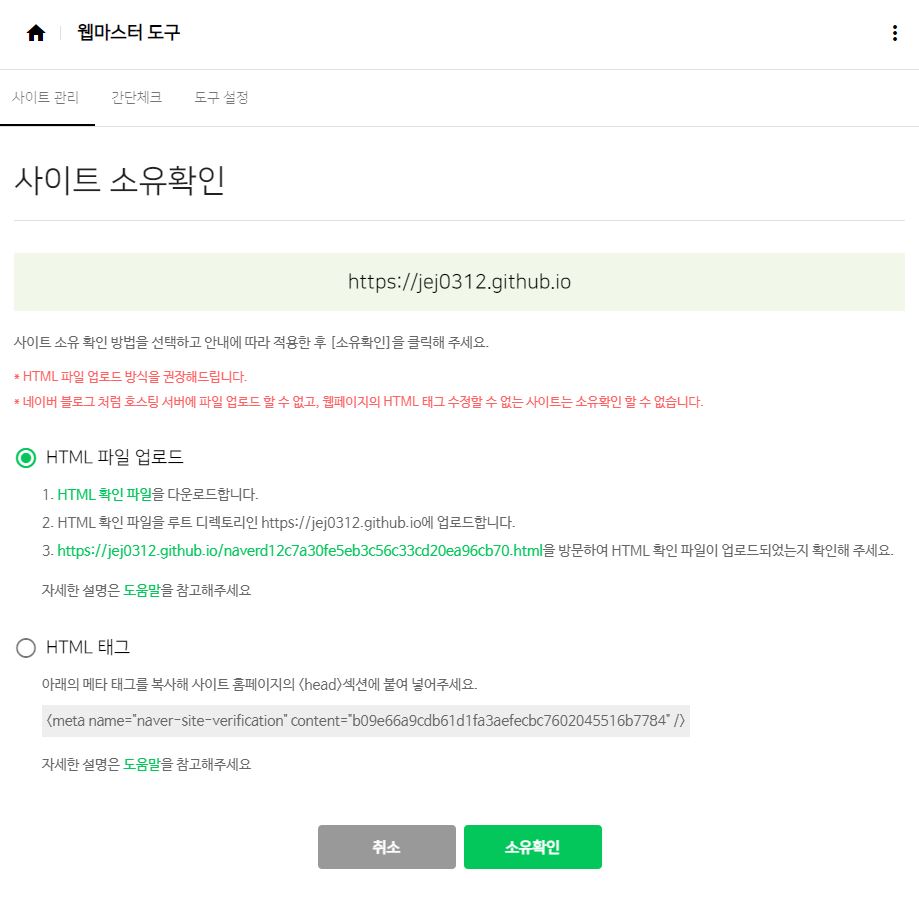 웹마스터 도구
사이트 관리 간단체크 도구 설정
사이트 소유확인
https://jej0312.github.io
사이트 소유 확인 방법을 선택하고 안내에 따라 적용한 후 [소유확인]을 클릭해 주세요.
* HTML 파일 업로드 방식을 권장해드립니다.
* 네이버 블로그 처럼 호스팅 서버에 파일 업로드 할 수 없고, 웹페이지의 HTML 태그 수정할 수 없는 사이트는 소유확인 할 수 없습니다.
HTML 파일 업로드
1. HTML 확인 파일을 다운로드합니다.
2. HTML 확인 파일을 루트 디렉토리인 https://jej0312.github.io에 업로드합니다.
3. https://jej0312.github.io/naverd12c7a30fe5eb3c56c33cd20ea96cb70.html을 방문하여 HTML 확인 파일이 업로드되었는지 확인해 주세요.
자세한 설명은 도움말을 참고해주세요
HTML 태그
아래의 메타 태그를 복사해 사이트 홈페이지의 <head>섹션에 붙여 넣어주세요.
<meta name="naver-site-verification" content="b09e66a9cdb61d1fa3aefecbc7602045516b7784" />
자세한 설명은 도움말을 참고해주세요
취소 소유확인